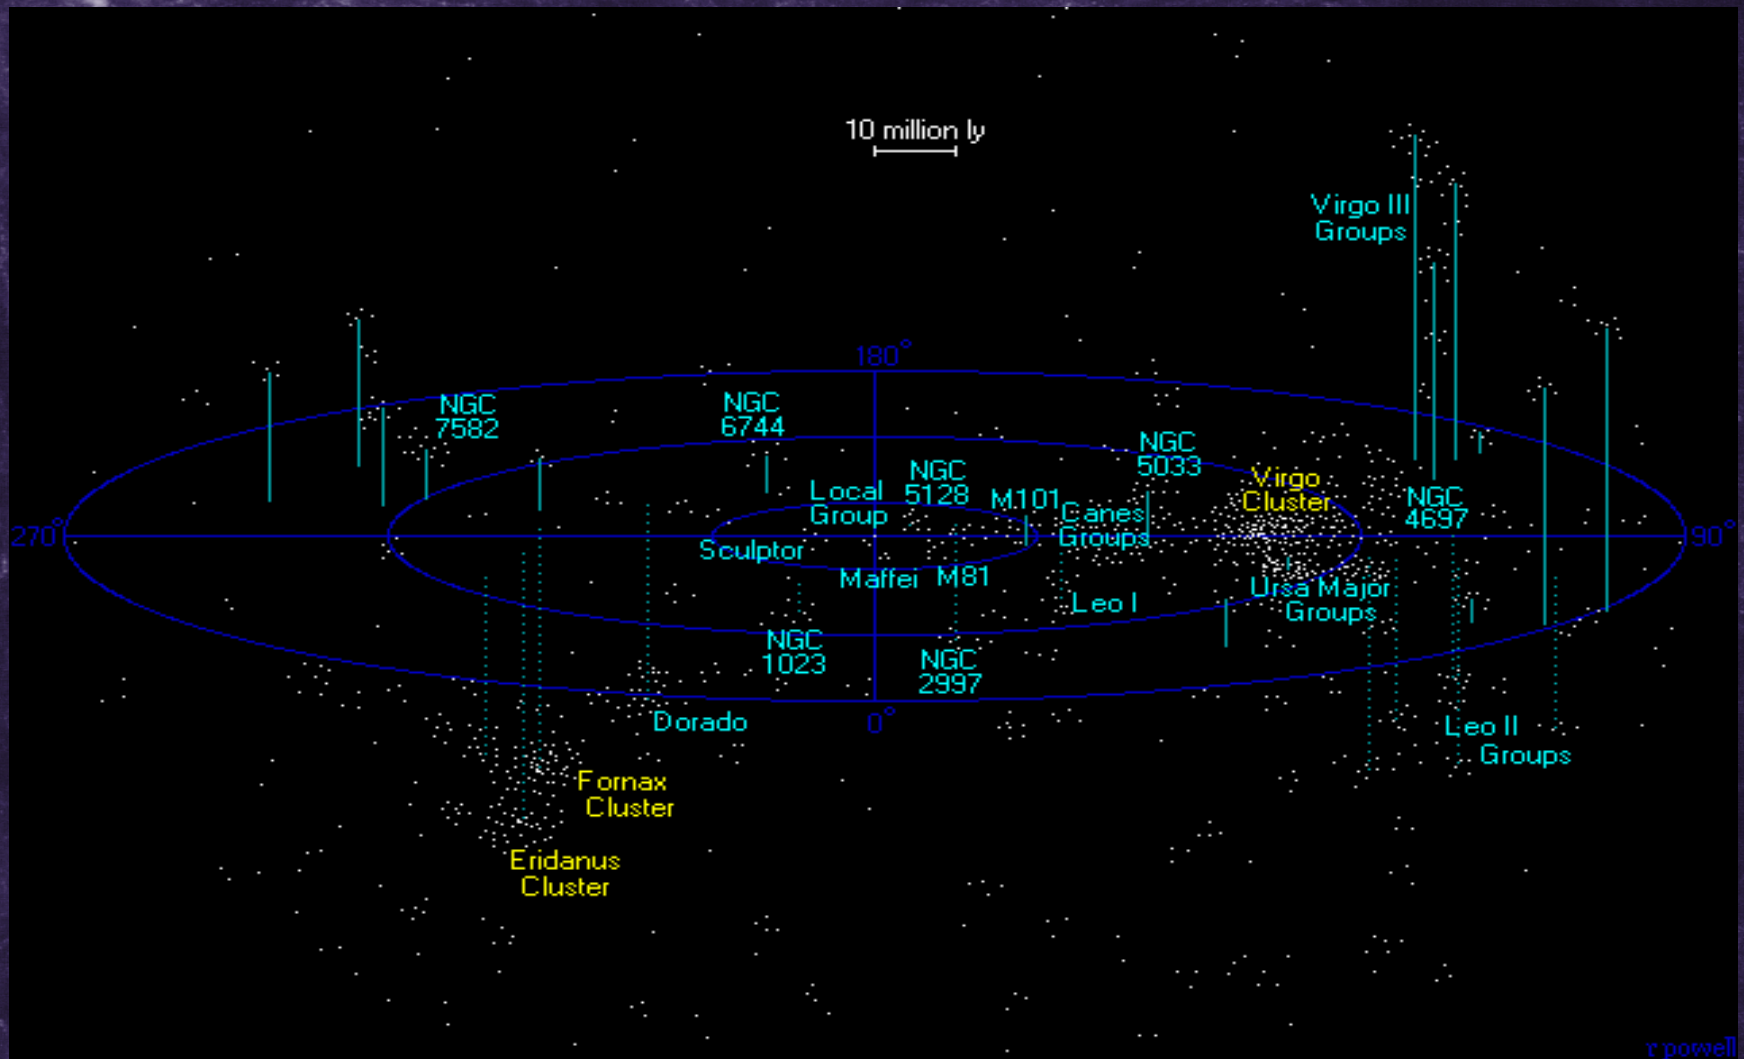 10 million ly
Virgo III
Groups
180°
NGC
7582
NGC
6744
NGC
5033
NGC
5128
Virgo
Cluster
Local
Group
M101
Canes
Groups
NGC
4697
270°
90°
Sculptor
Maffei
M81
Leo I
Ursa Major
Groups
NGC
1023
NGC
2997
Dorado
0°
Leo II
Groups
Fornax
Cluster
Eridanus
Cluster
r powell